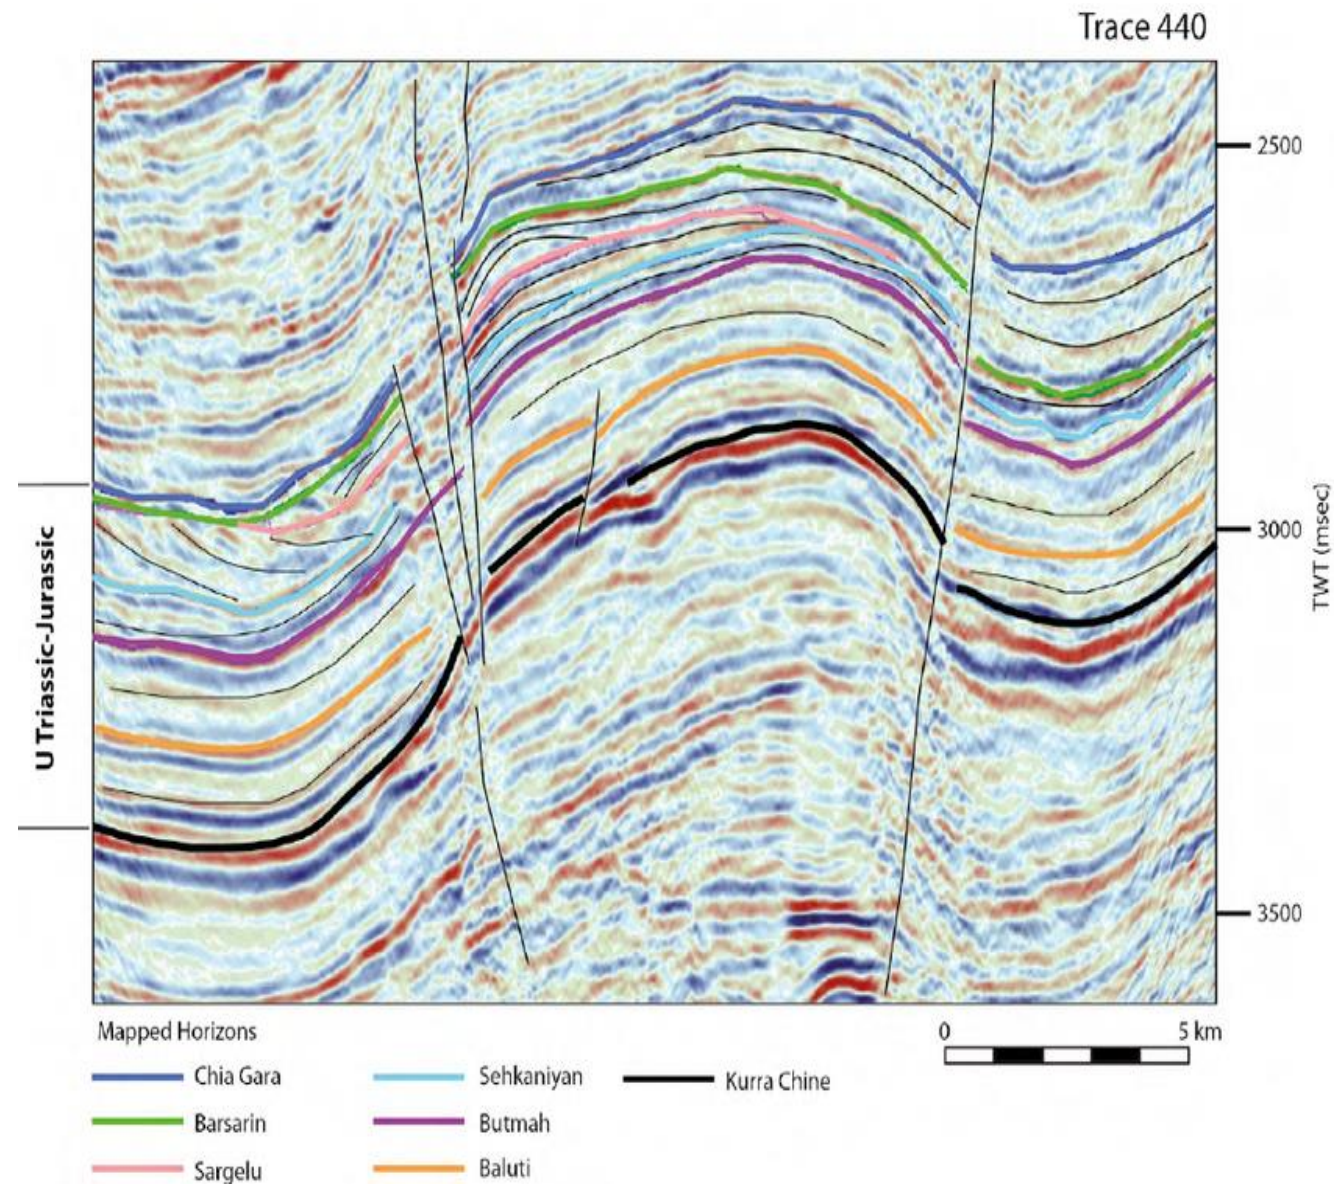 Trace 440
2500
3000
3500
TWT (msec)
U Triassic-Jurassic
Mapped Horizons
0 5 km
Chia Gara
Sehkaniyan
Kurra Chine
Barsarin
Butmah
Sargelu
Baluti